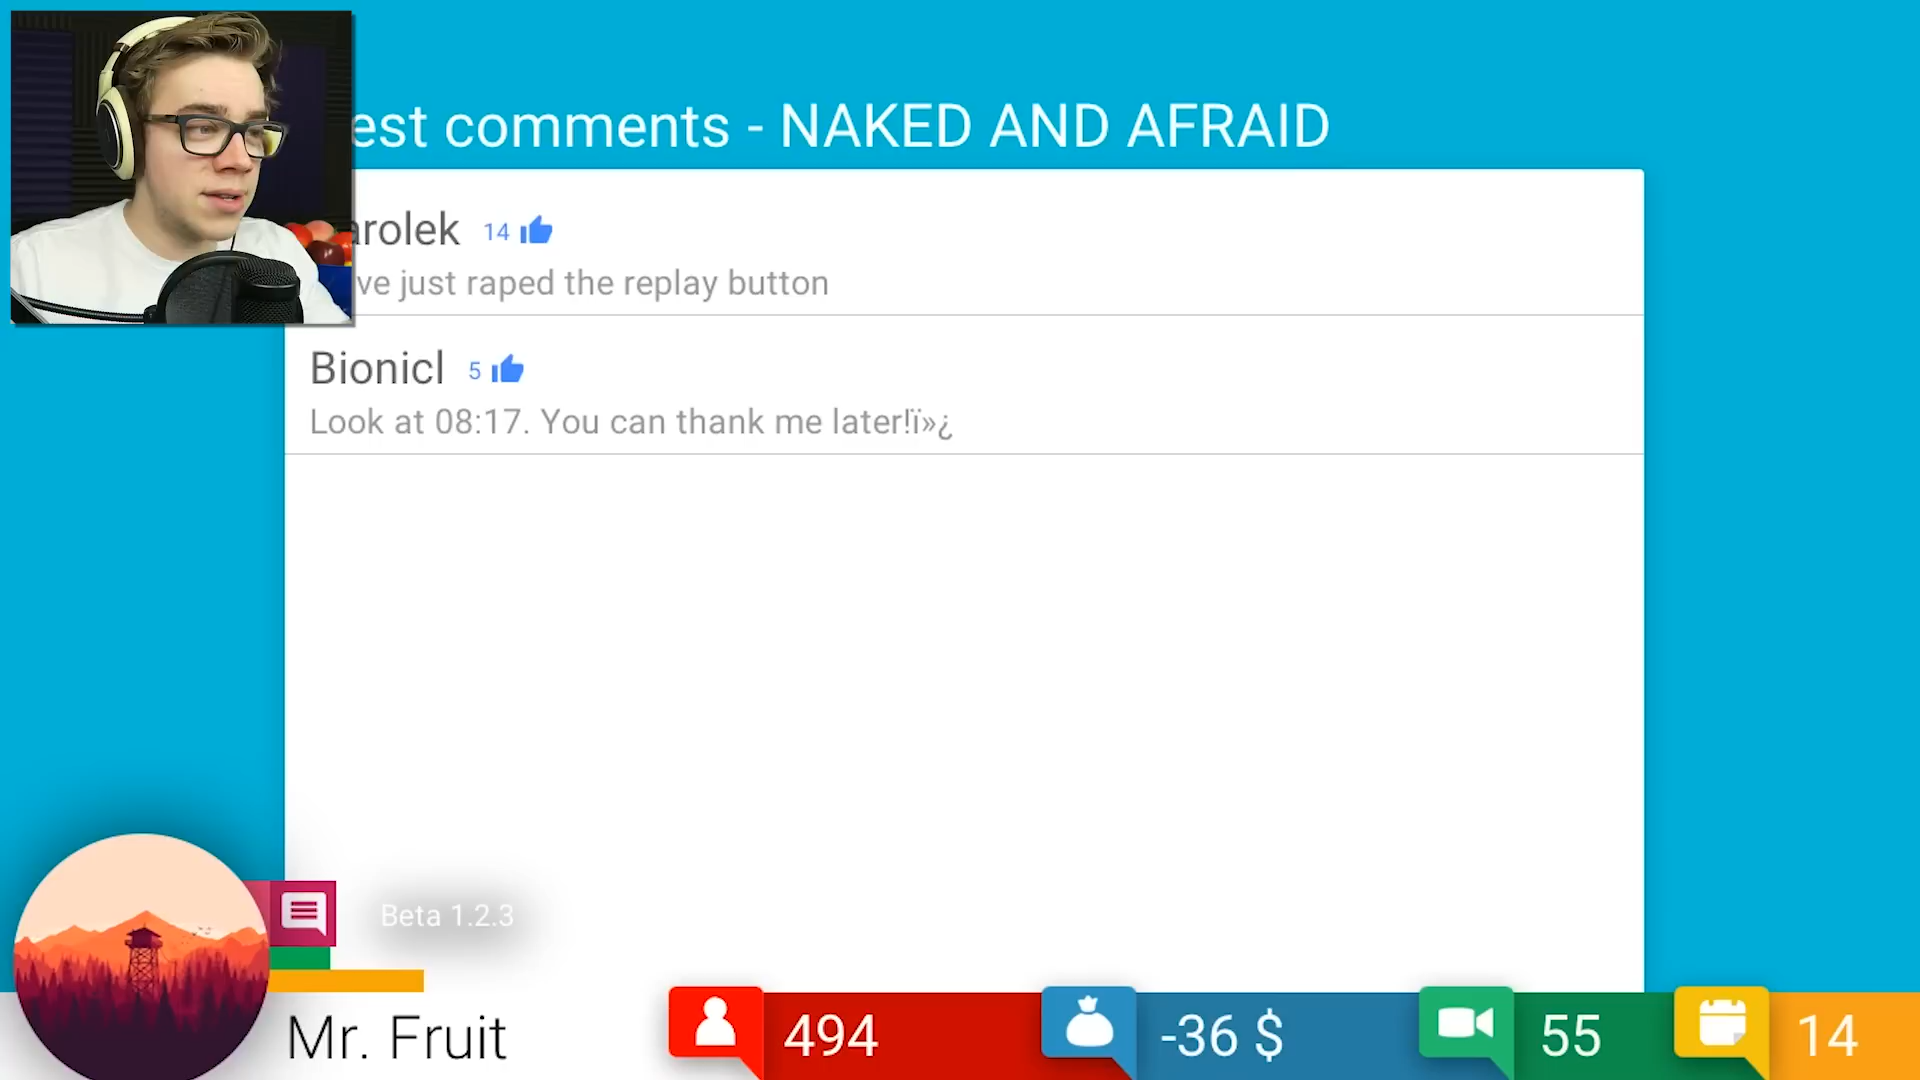 est comments - NAKED AND AFRAID
arolek 14
ve just raped the replay button
Bionicl 5
Look at 08:17. You can thank me later!ï»¿
Beta 1.2.3
Mr. Fruit
494
-36 $
55
14